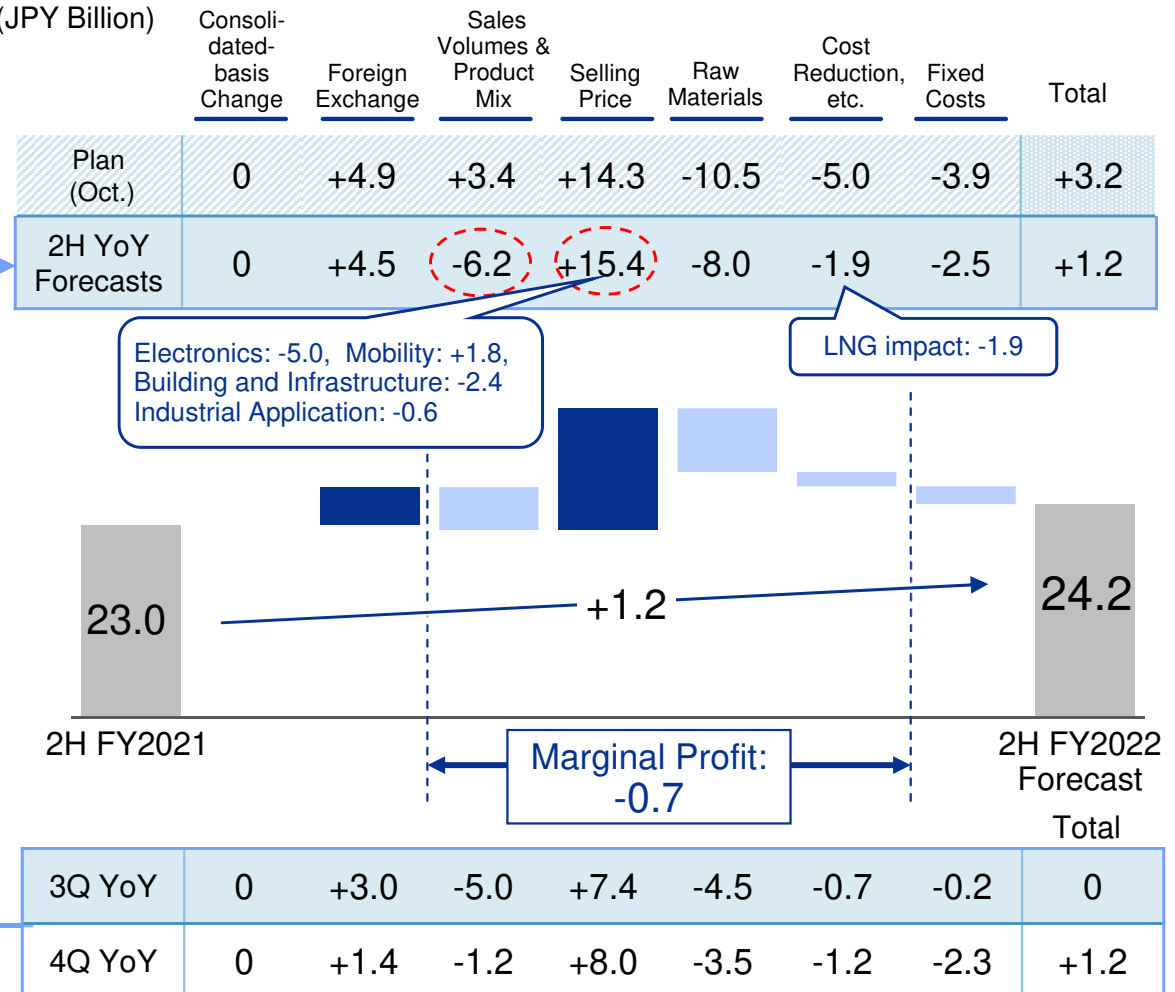 (JPY Billion)
Consoli-
dated-
basis
Change
Foreign
Exchange
Sales
Volumes &
Product
Mix
Selling
Price
Raw
Materials
Cost
Reduction,
etc.
Fixed
Costs
Total
Plan
(Oct.)
0 +4.9 +3.4 +14.3 -10.5 -5.0 -3.9 +3.2
2H YoY
Forecasts
0 +4.5 -6.2 +15.4 -8.0 -1.9 -2.5 +1.2
Electronics: -5.0, Mobility: +1.8,
Building and Infrastructure: -2.4
Industrial Application: -0.6
LNG impact: -1.9
23.0
+1.2
24.2
2H FY2021
Marginal Profit:
-0.7
2H FY2022
Forecast
Total
3Q YoY 0 +3.0 -5.0 +7.4 -4.5 -0.7 -0.2 0
4Q YoY 0 +1.4 -1.2 +8.0 -3.5 -1.2 -2.3 +1.2